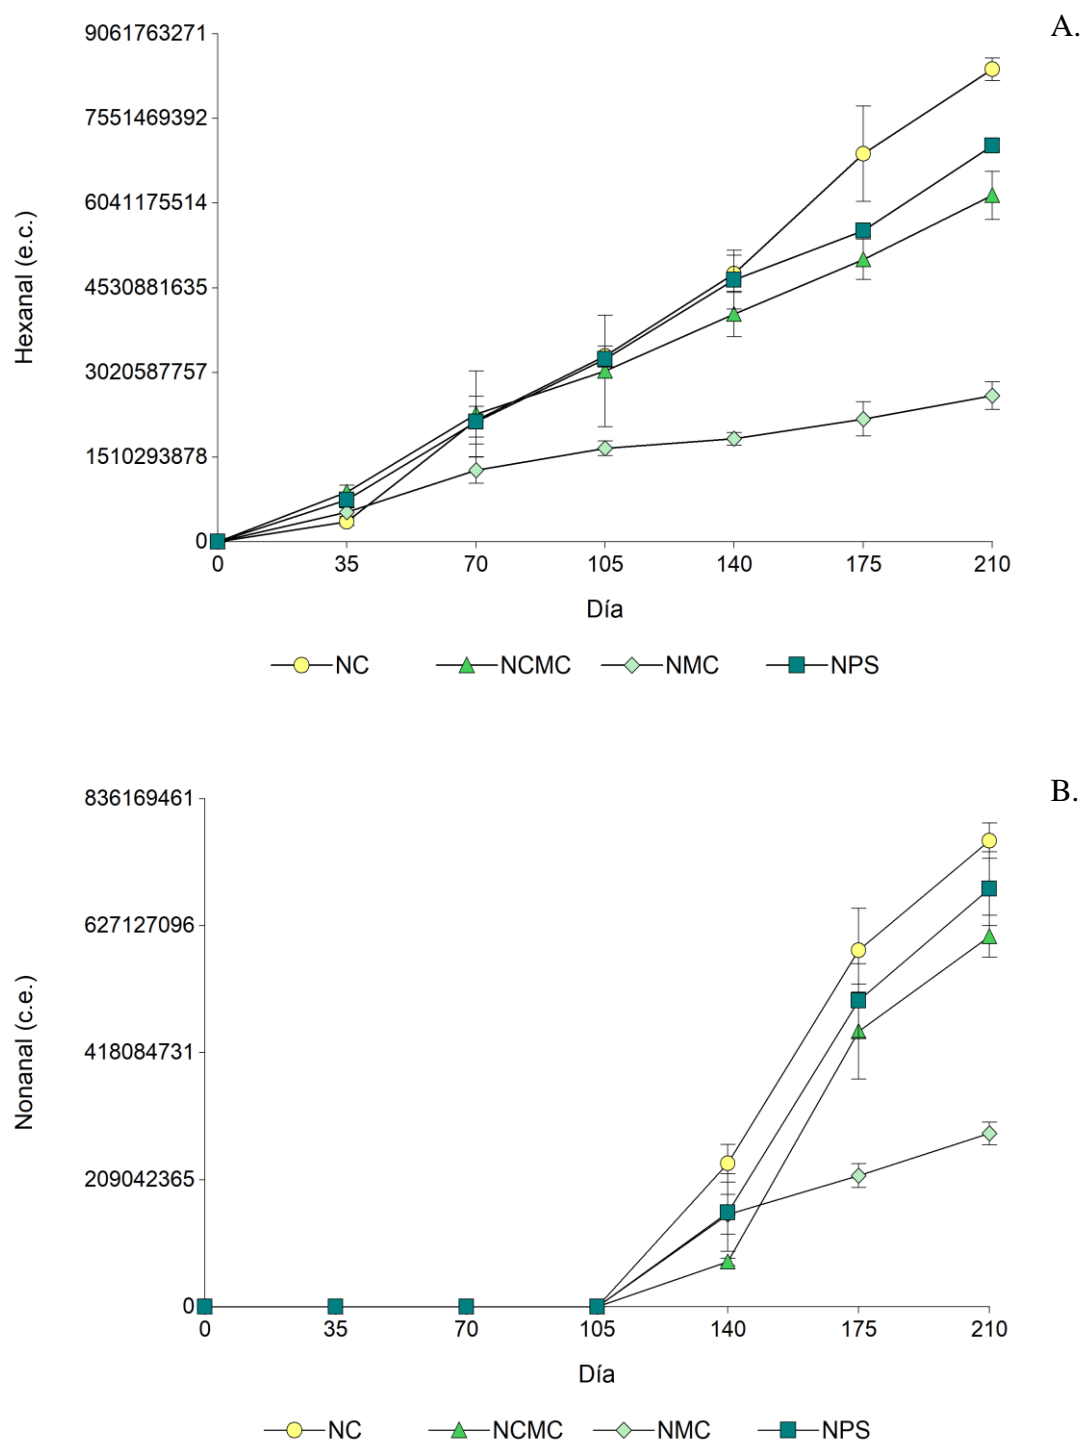 A.
9061763271
7551469392
6041175514
4530881635
3020587757
1510293878
0
Hexanal (e.c.)
0 35 70 105 140 175 210
Día
NC NCMC NMC NPS
B.
836169461
627127096
418084731
209042365
0
Nonanal (c.e.)
0 35 70 105 140 175 210
Día
NC NCMC NMC NPS